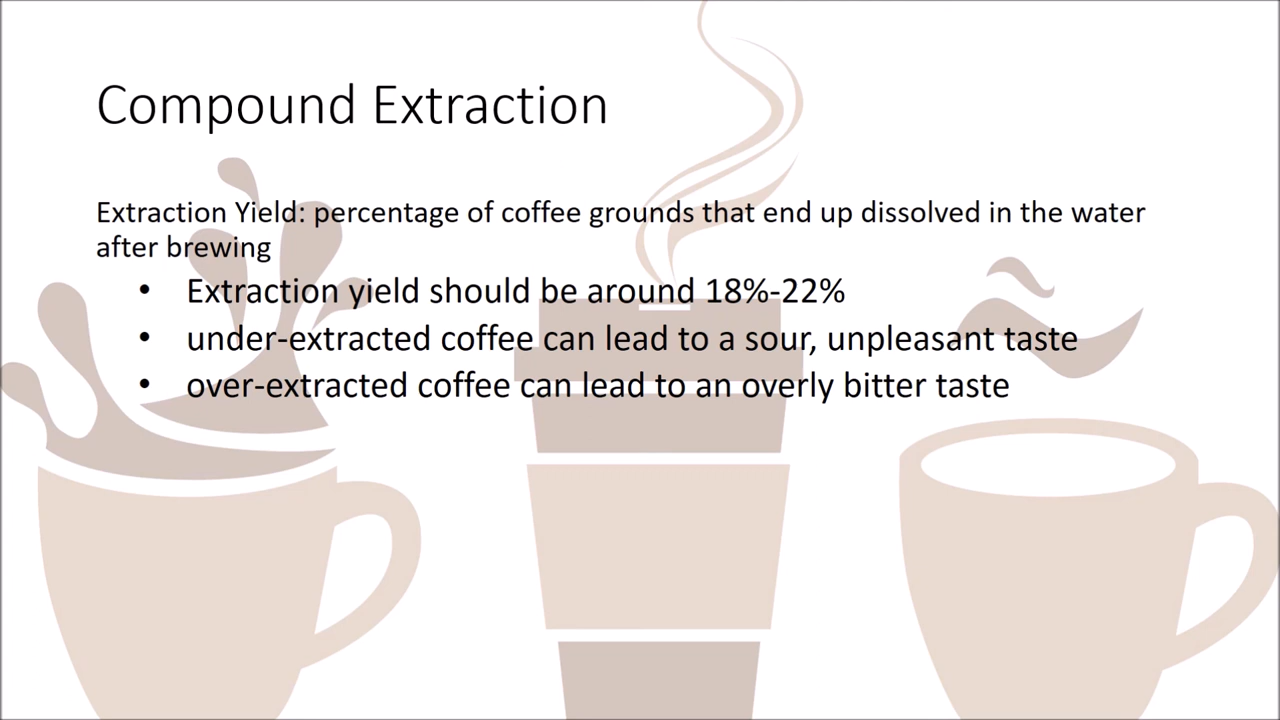 Compound Extraction
Extraction Yield: percentage of coffee grounds that end up dissolved in the water
after brewing
• Extraction yield should be around 18%-22%
• under-extracted coffee can lead to a sour, unpleasant taste
• over-extracted coffee can lead to an overly bitter taste